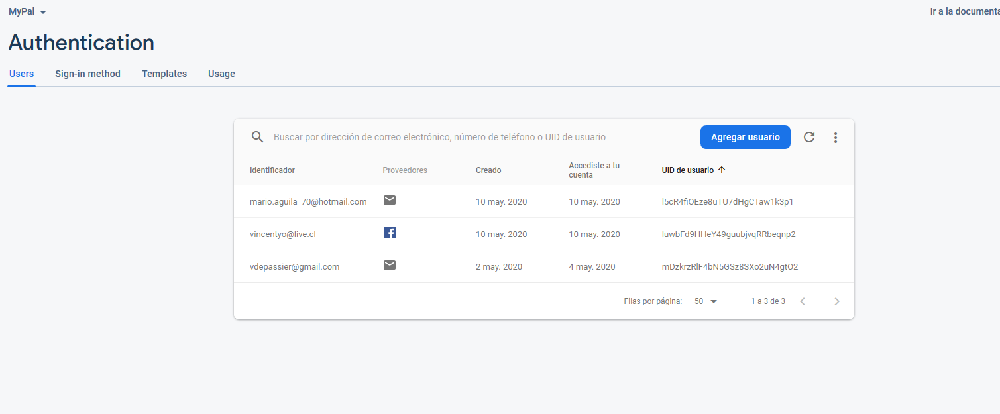 MyPal
Ir a la documenta
Authentication
Users Sign-in method Templates Usage
Buscar por dirección de correo electrónico, número de teléfono o UID de usuario Agregar usuario
Identificador Proveedores Creado Accediste a tu cuenta UID de usuario
mario.aguila_70@hotmail.com 10 may. 2020 10 may. 2020 l5cR4fiOEze8uTU7dHgCTaw1k3p1
vincentyo@live.cl 10 may. 2020 10 may. 2020 luwbFd9HHeY49guubjvqRRbeqnp2
vdepassier@gmail.com 2 may. 2020 4 may. 2020 mDzkrzRlF4bN5GSz8SXo2uN4gtO2
Filas por página: 50 1 a 3 de 3